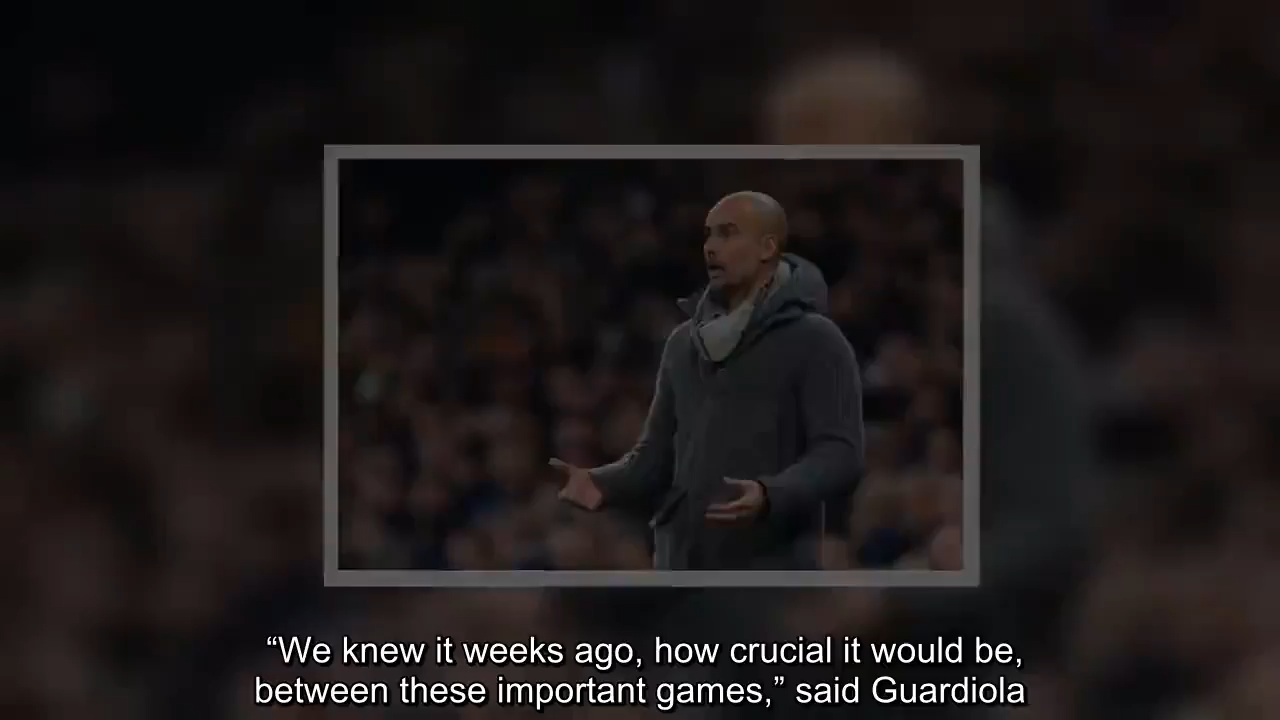 “We knew it weeks ago, how crucial it would be,
between these important games,” said Guardiola